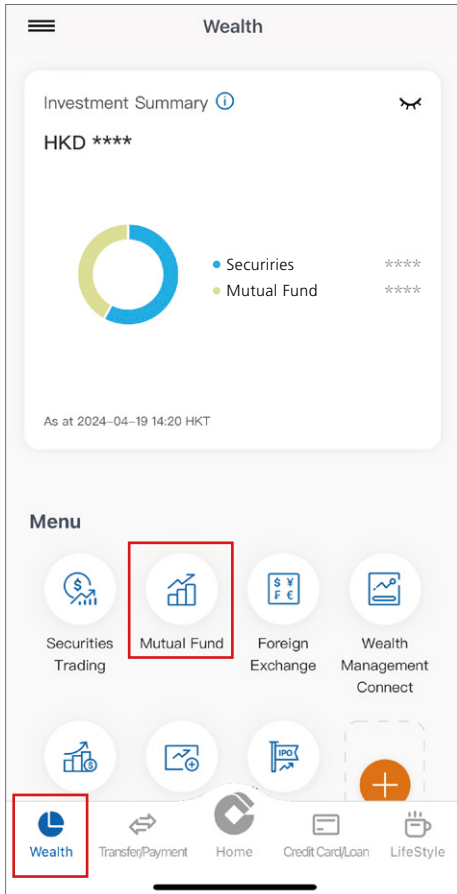 Wealth
Investment Summary
HKD ****
Securiries ****
Mutual Fund ****
As at 2024-04-19 14:20 HKT
Menu
Securities Trading
Mutual Fund
Foreign Exchange
Wealth Management Connect
$ ¥
F €
IPO
Wealth Transfer/Payment Home Credit Card/Loan LifeStyle